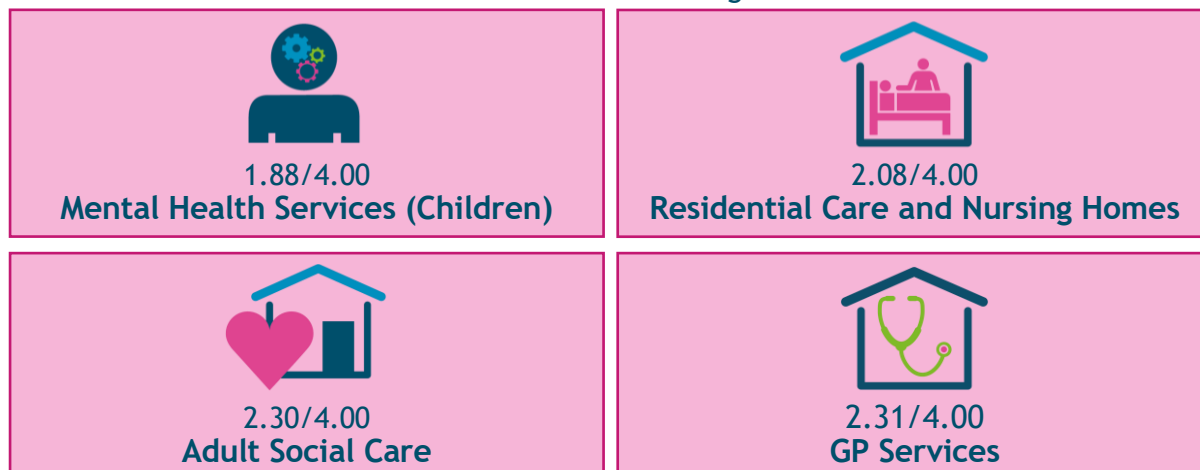 1.88/4.00
Mental Health Services (Children)
2.08/4.00
Residential Care and Nursing Homes
2.30/4.00
Adult Social Care
2.31/4.00
GP Services